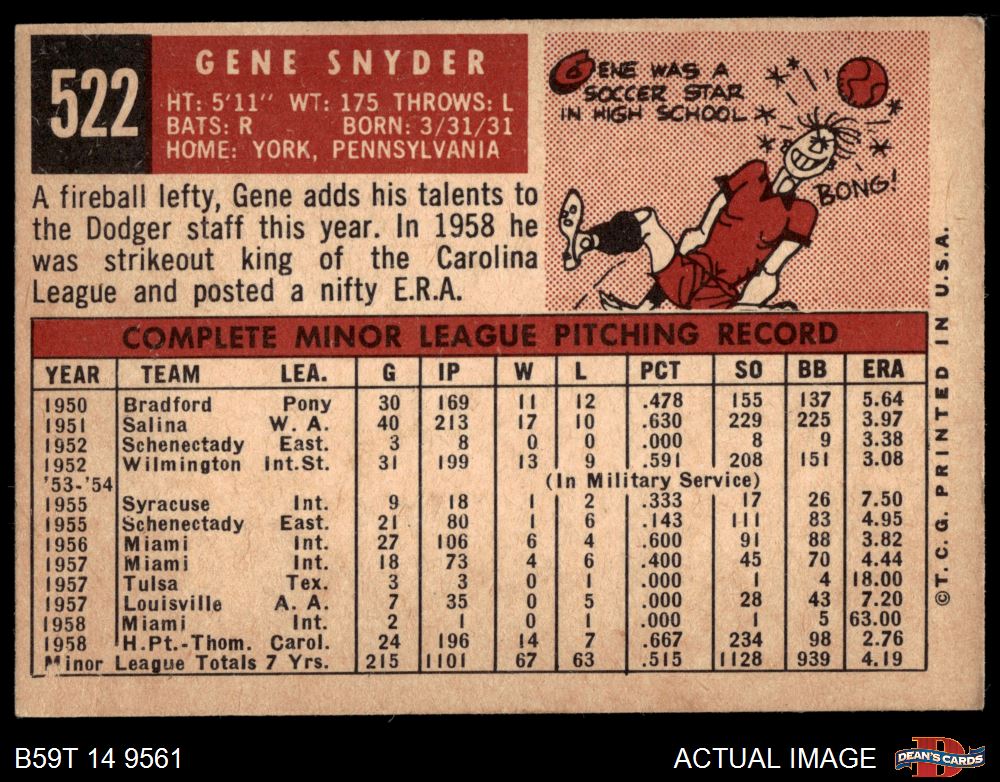 522
GENE SNYDER
HT: 5'11" WT: 175 THROWS: L
BATS: R BORN: 3/31/31
HOME: YORK, PENNSYLVANIA
A fireball lefty, Gene adds his talents to
the Dodger staff this year. In 1958 he
was strikeout king of the Carolina
League and posted a nifty E.R.A.
GENE WAS A
SOCCER STAR
IN HIGH SCHOOL
BONG!
COMPLETE MINOR LEAGUE PITCHING RECORD
YEAR TEAM LEA. G IP W L PCT SO BB ERA
1950 Bradford Pony 30 169 11 12 .478 155 137 5.64
1951 Salina W. A. 40 213 17 10 .630 229 225 3.97
1952 Schenectady East. 3 8 0 0 .000 8 9 3.38
1952 Wilmington Int.St. 31 199 13 9 .591 208 151 3.08
'53-'54 (In Military Service)
1955 Syracuse Int. 9 18 1 2 .333 17 26 7.50
1955 Schenectady East. 21 80 1 6 .143 111 83 4.95
1956 Miami Int. 27 106 6 4 .600 91 88 3.82
1957 Miami Int. 18 73 4 6 .400 45 70 4.44
1957 Tulsa Tex. 3 3 0 1 .000 1 4 18.00
1957 Louisville A. A. 7 35 0 5 .000 28 43 7.20
1958 Miami Int. 2 1 0 1 .000 1 5 63.00
1958 H.Pt.-Thom. Carol. 24 196 14 7 .667 234 98 2.76
Minor League Totals 7 Yrs. 215 1101 67 63 .515 1128 939 4.19
©T.C.G. PRINTED IN U.S.A.
B59T 14 9561
ACTUAL IMAGE
D
DEAN'S CARDS